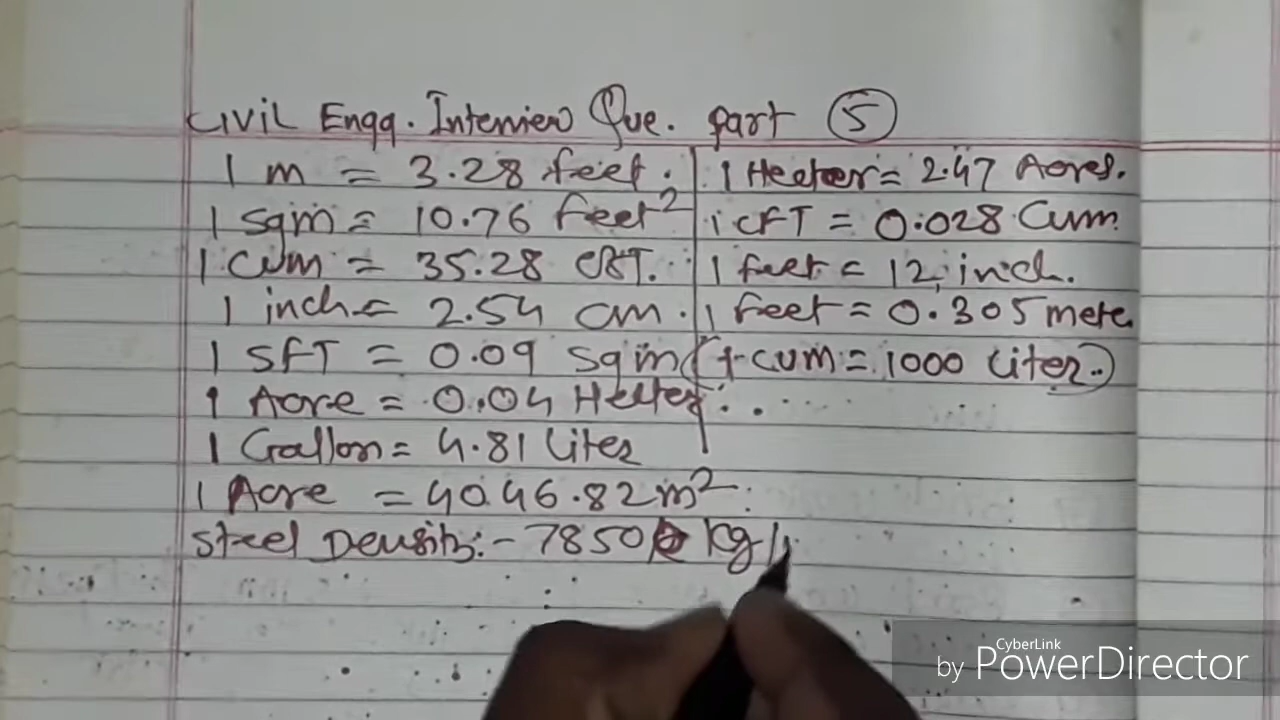 Civil Engg. Interview Que. part 5
1 m = 3.28 feet.
1 sqm = 10.76 feet²
1 cum = 35.28 CFT.
1 inch = 2.54 cm.
1 SFT = 0.09 sqm
1 Acre = 0.04 Hecter
1 Gallon = 4.81 Liter
1 Acre = 4046.82 m²
Steel Density:- 7850 kg/
1 Hecter = 2.47 Acres.
1 CFT = 0.028 Cum
1 feet = 12 inch.
1 feet = 0.305 mete
(1 cum = 1000 Liter..)
CyberLink
by PowerDirector